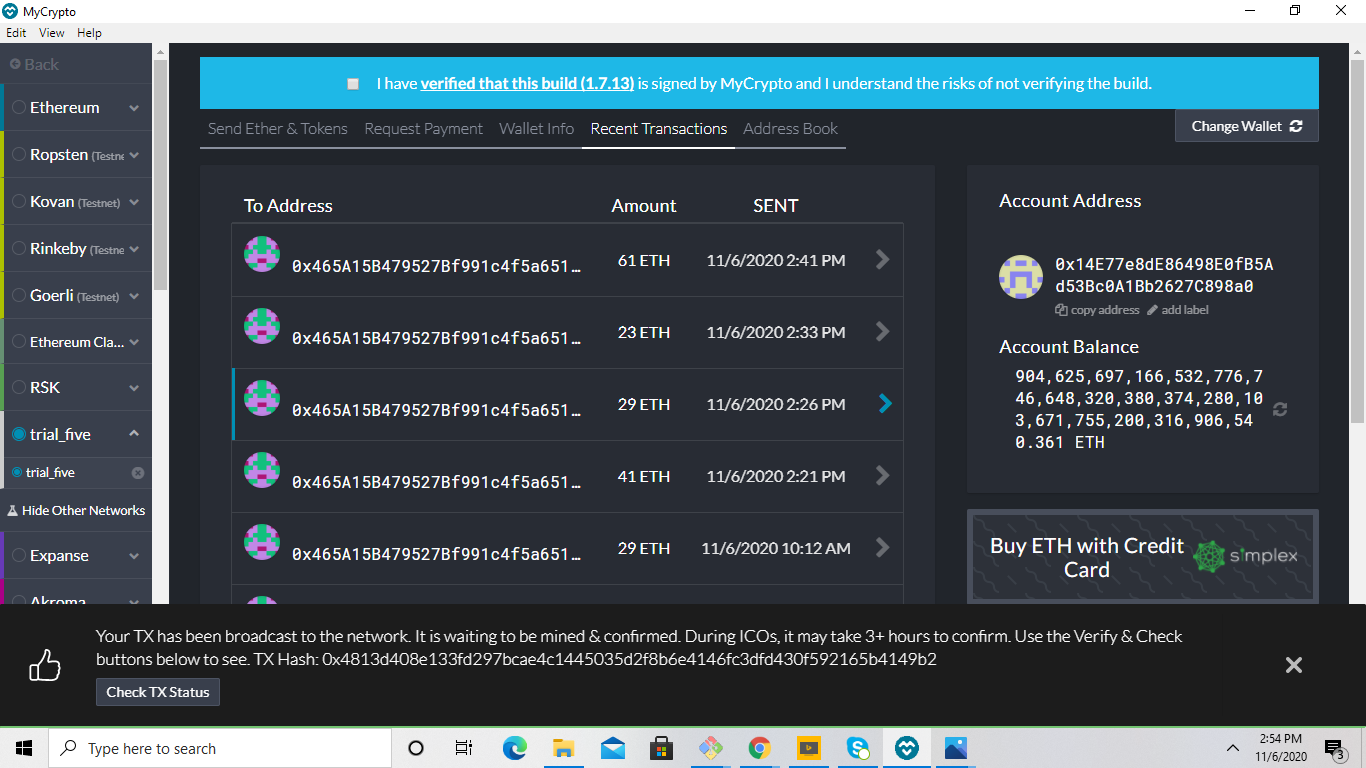 MyCrypto
Edit View Help
Back
Ethereum
Ropsten (Testne
Kovan (Testnet)
Rinkeby (Testne
Goerli (Testnet)
Ethereum Cla...
RSK
trial_five
trial_five
Hide Other Networks
Expanse
Akroma
I have verified that this build (1.7.13) is signed by MyCrypto and I understand the risks of not verifying the build.
Send Ether & Tokens Request Payment Wallet Info Recent Transactions Address Book
Change Wallet
To Address Amount SENT
0x465A15B479527Bf991c4f5a651... 61 ETH 11/6/2020 2:41 PM
0x465A15B479527Bf991c4f5a651... 23 ETH 11/6/2020 2:33 PM
0x465A15B479527Bf991c4f5a651... 29 ETH 11/6/2020 2:26 PM
0x465A15B479527Bf991c4f5a651... 41 ETH 11/6/2020 2:21 PM
0x465A15B479527Bf991c4f5a651... 29 ETH 11/6/2020 10:12 AM
Account Address
0x14E77e8dE86498E0fB5A
d53Bc0A1Bb2627C898a0
copy address add label
Account Balance
904,625,697,166,532,776,7
46,648,320,380,374,280,10
3,671,755,200,316,906,54
0.361 ETH
Buy ETH with Credit
Card
simplex
Your TX has been broadcast to the network. It is waiting to be mined & confirmed. During ICOs, it may take 3+ hours to confirm. Use the Verify & Check
buttons below to see. TX Hash: 0x4813d408e133fd297bcae4c1445035d2f8b6e4146fc3dfd430f592165b4149b2
Check TX Status
Type here to search
2:54 PM
11/6/2020
3